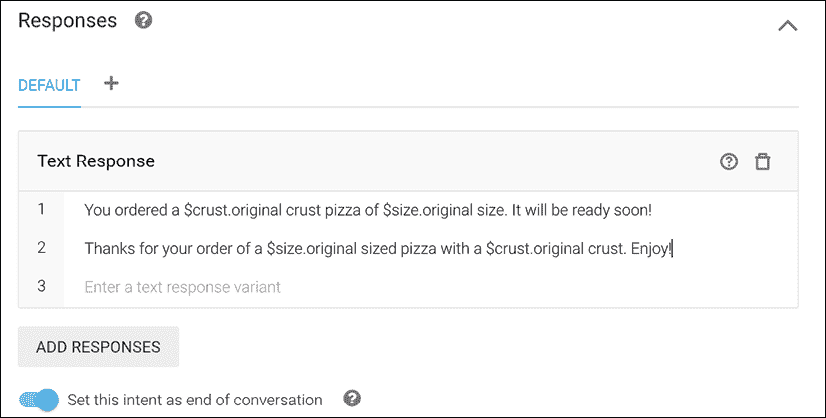 Responses
DEFAULT
Text Response
1 You ordered a $crust.original crust pizza of $size.original size. It will be ready soon!
2 Thanks for your order of a $size.original sized pizza with a $crust.original crust. Enjoy!
3 Enter a text response variant
ADD RESPONSES
Set this intent as end of conversation